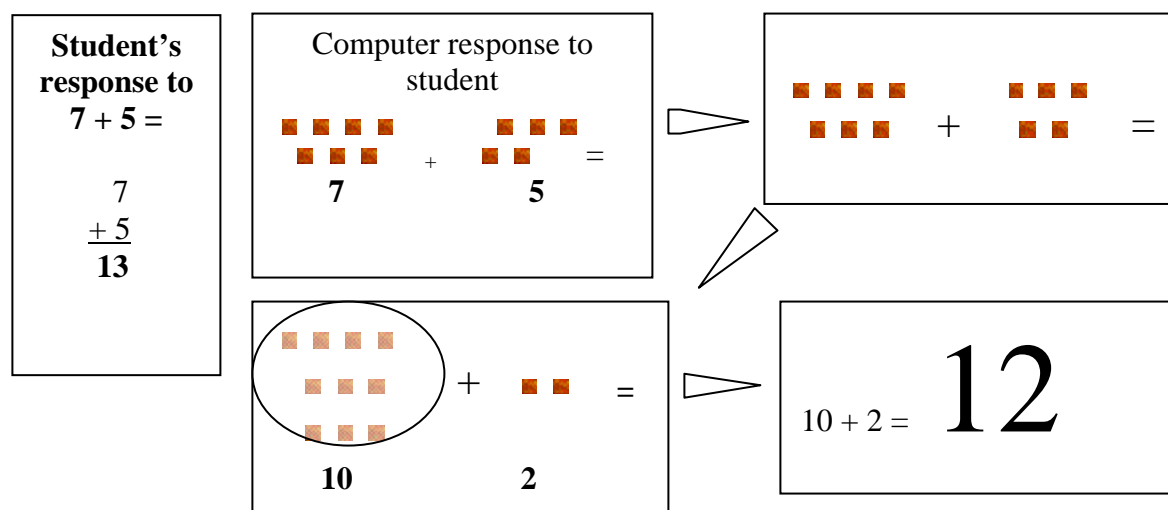 Student's
response to
7 + 5 =
7
+ 5
13
Computer response to
student
+
=
7
5
+
=
+
=
10
2
10 + 2 = 12